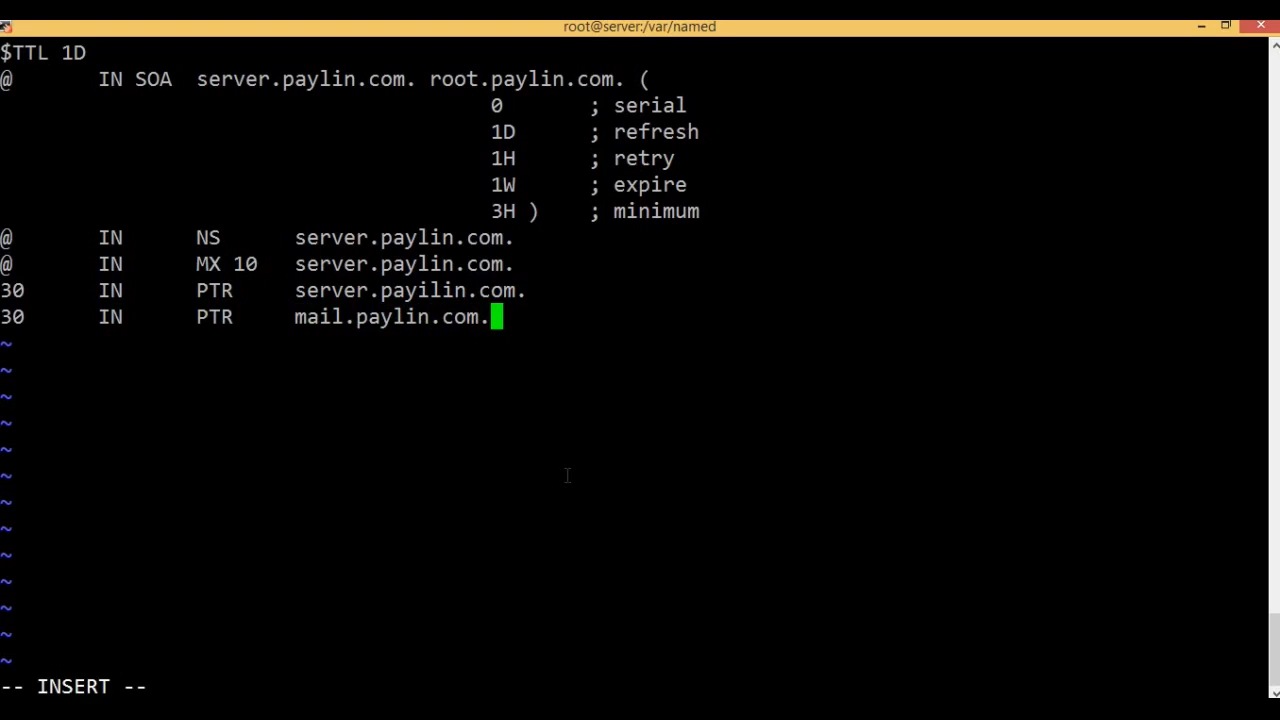 root@server:/var/named
$TTL 1D
@ IN SOA server.paylin.com. root.paylin.com. (
0 ; serial
1D ; refresh
1H ; retry
1W ; expire
3H ) ; minimum
@ IN NS server.paylin.com.
@ IN MX 10 server.paylin.com.
30 IN PTR server.payilin.com.
30 IN PTR mail.paylin.com.
~
~
~
~
~
~
~
~
~
~
~
~
~
-- INSERT --